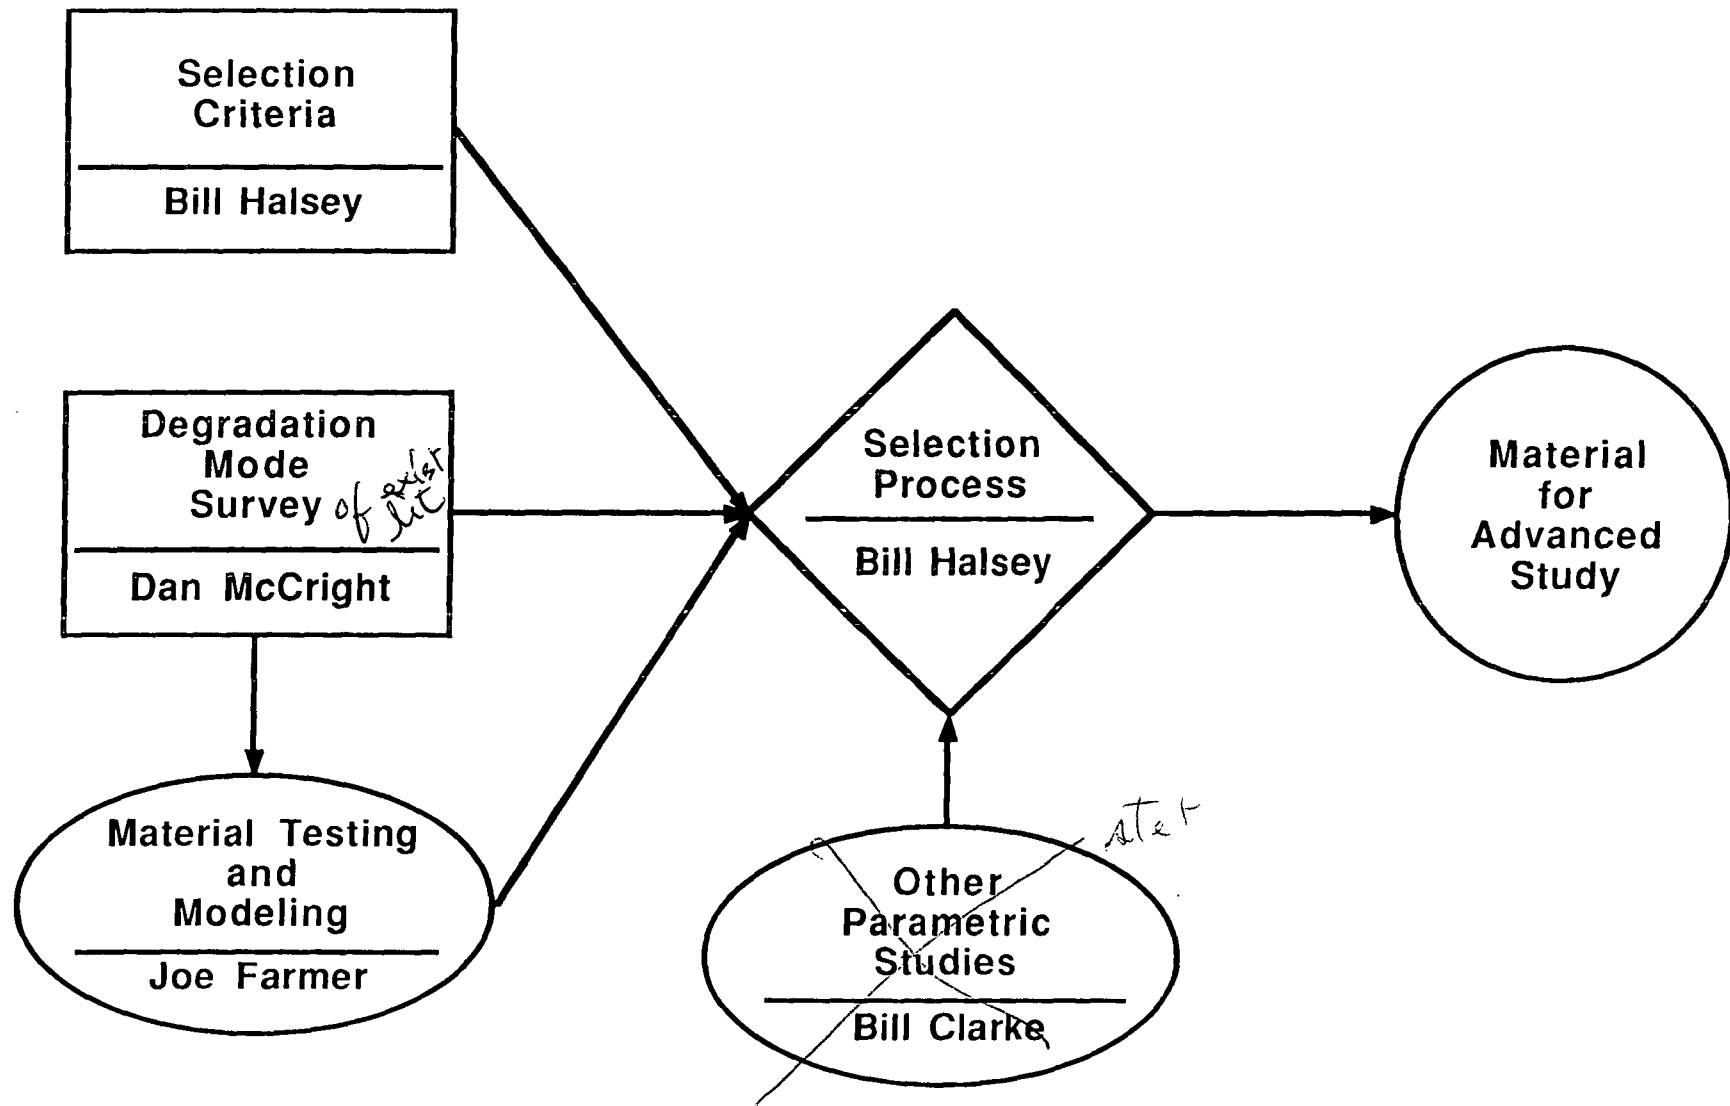 Selection
Criteria
Bill Halsey
Degradation
Mode
Survey of exist
lit
Dan McCright
Material Testing
and
Modeling
Joe Farmer
Selection
Process
Bill Halsey
Other
Parametric
Studies
Bill Clarke
stet
Material
for
Advanced
Study